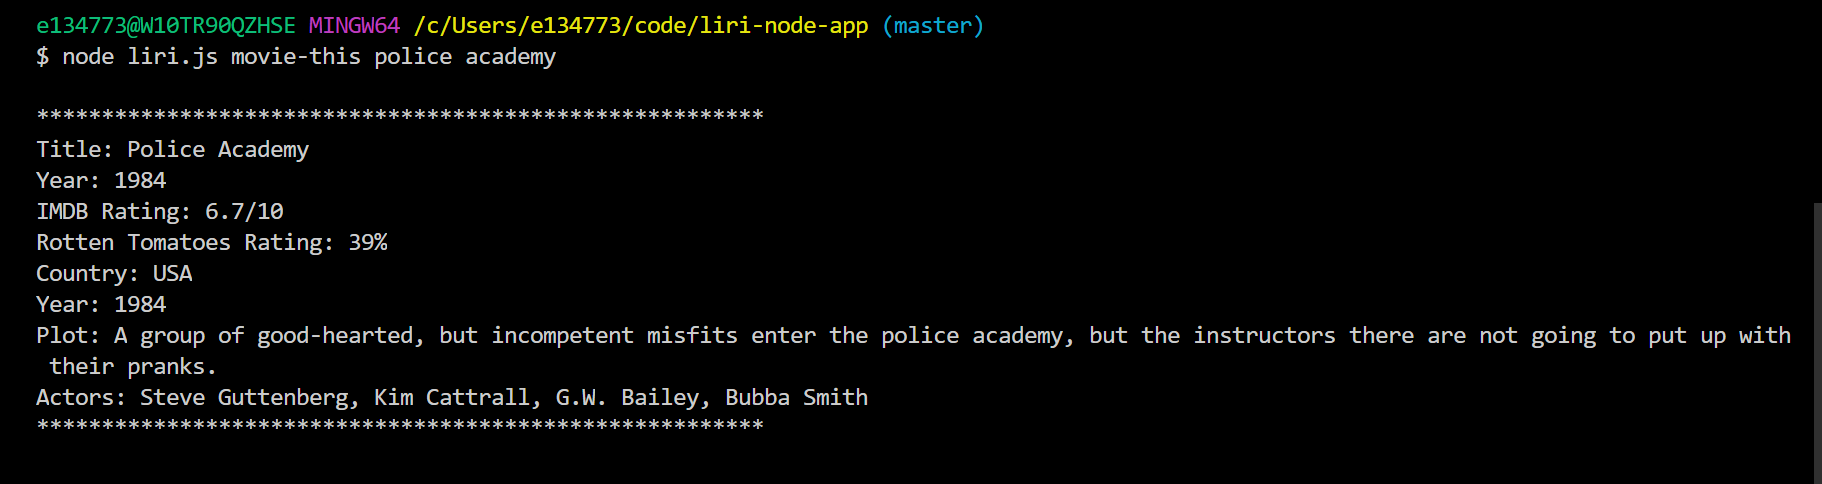 e134773@W10TR90QZHSE MINGW64 /c/Users/e134773/code/liri-node-app (master)
$ node liri.js movie-this police academy
********************************************************
Title: Police Academy
Year: 1984
IMDB Rating: 6.7/10
Rotten Tomatoes Rating: 39%
Country: USA
Year: 1984
Plot: A group of good-hearted, but incompetent misfits enter the police academy, but the instructors there are not going to put up with
their pranks.
Actors: Steve Guttenberg, Kim Cattrall, G.W. Bailey, Bubba Smith
********************************************************